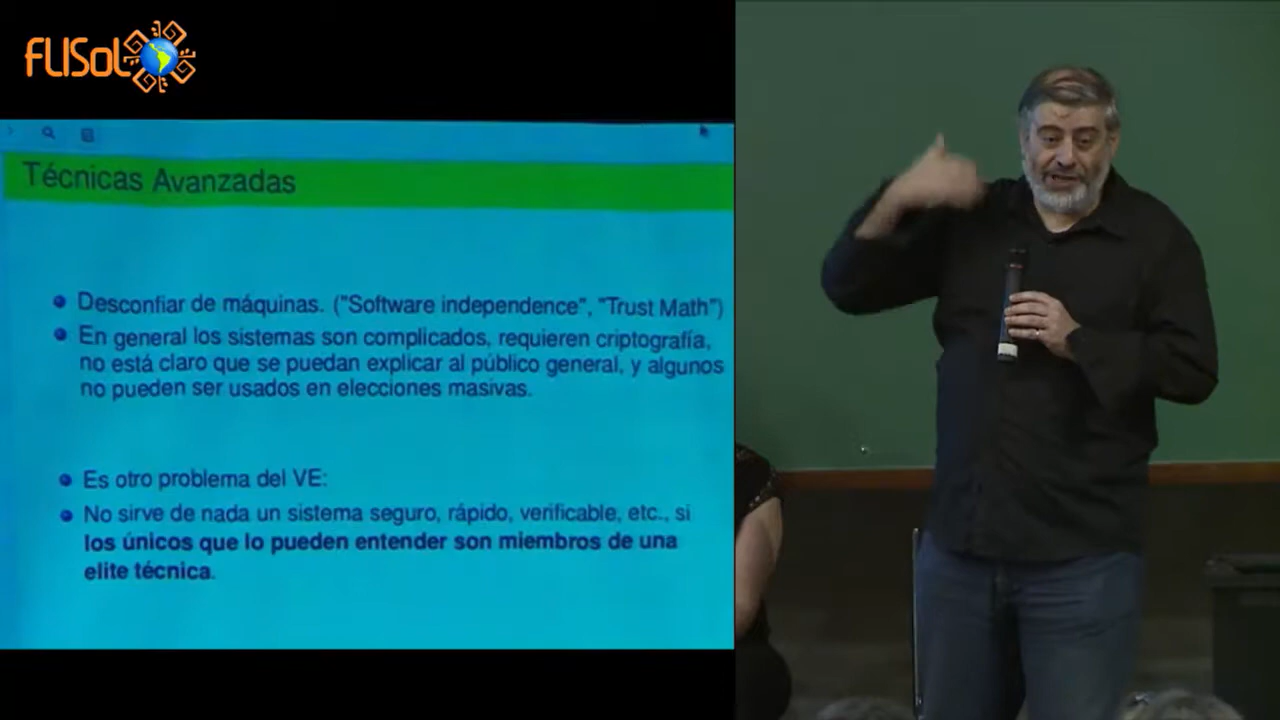 FLISoL
Técnicas Avanzadas
Desconfiar de máquinas. ("Software independence", "Trust Math")
En general los sistemas son complicados, requieren criptografía,
no está claro que se puedan explicar al público general, y algunos
no pueden ser usados en elecciones masivas.
Es otro problema del VE:
No sirve de nada un sistema seguro, rápido, verificable, etc., si
los únicos que lo pueden entender son miembros de una
elite técnica.